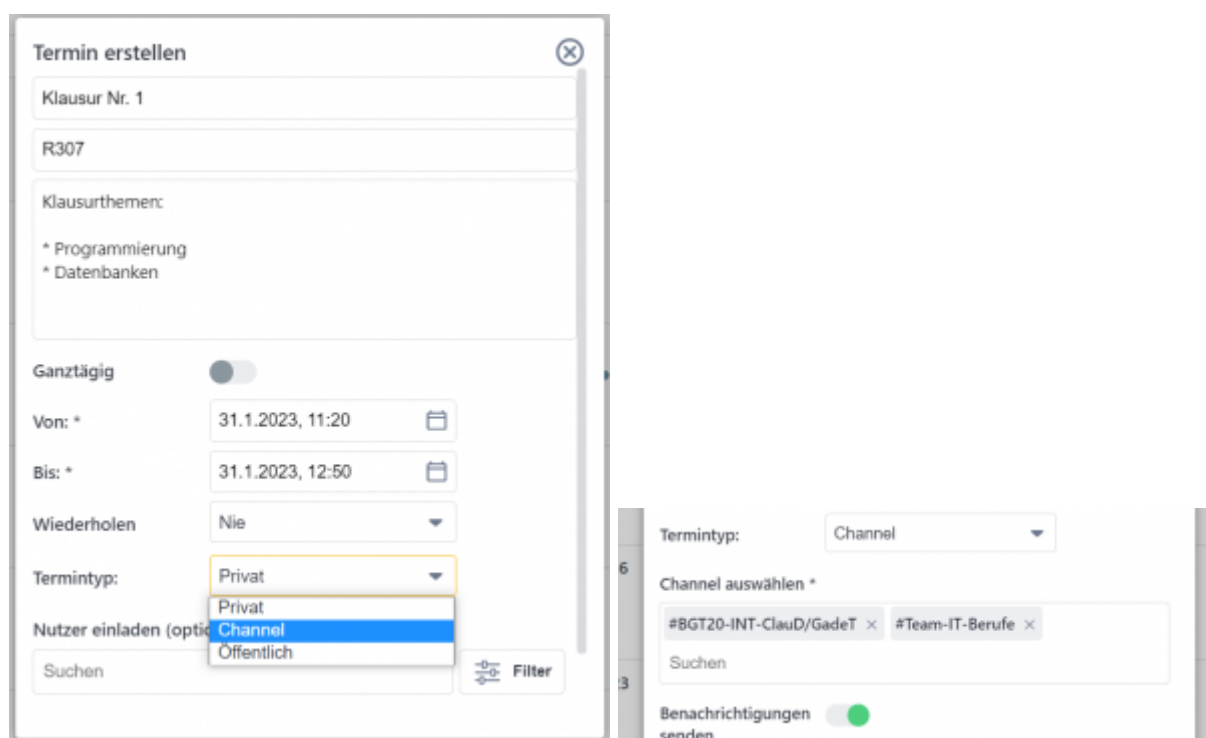 Termin erstellen
Klausur Nr. 1
R307
Klausurthemen:
* Programmierung
* Datenbanken
Ganztägig
Von: * 31.1.2023, 11:20
Bis: * 31.1.2023, 12:50
Wiederholen Nie
Termintyp: Privat
Privat
Nutzer einladen Channel
Öffentlich
Suchen Filter
Termintyp: Channel
6
Channel auswählen *
#BGT20-INT-ClauD/GadeT × #Team-IT-Berufe ×
Suchen
Benachrichtigungen
senden